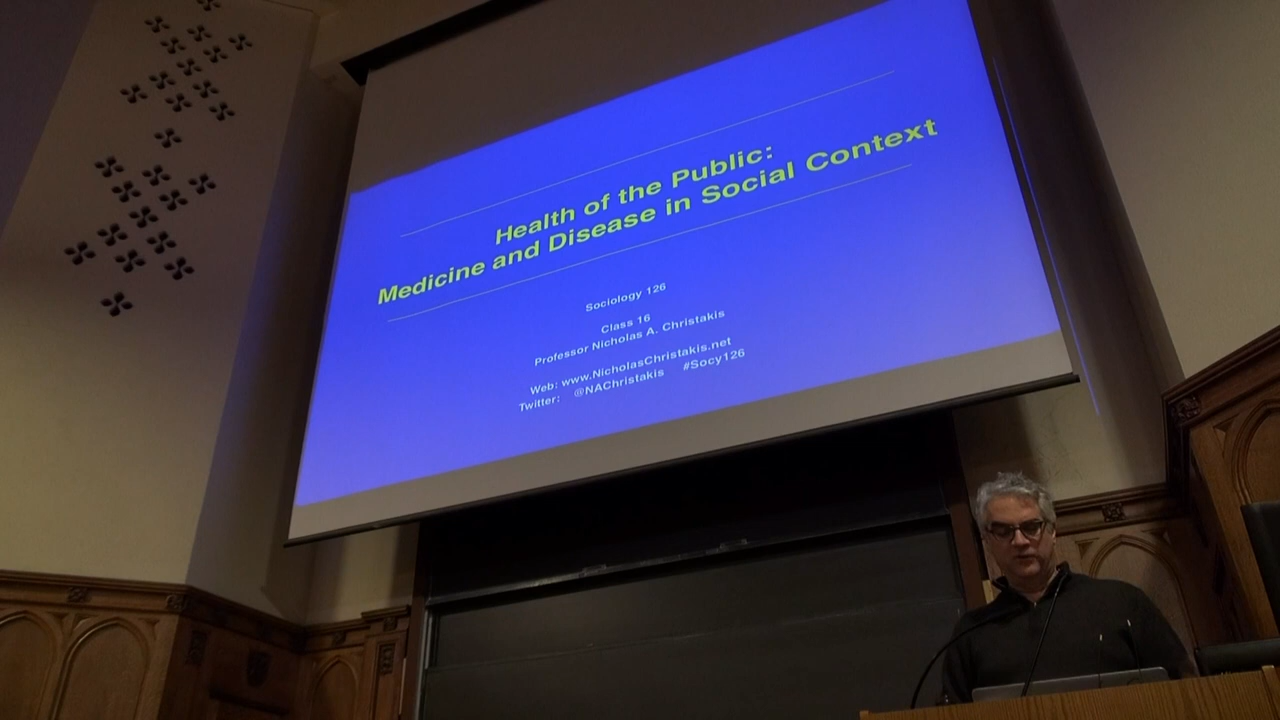 Health of the Public:
Medicine and Disease in Social Context
Sociology 126
Class 16
Professor Nicholas A. Christakis
Web: www.NicholasChristakis.net
Twitter: @NAChristakis #Socy126